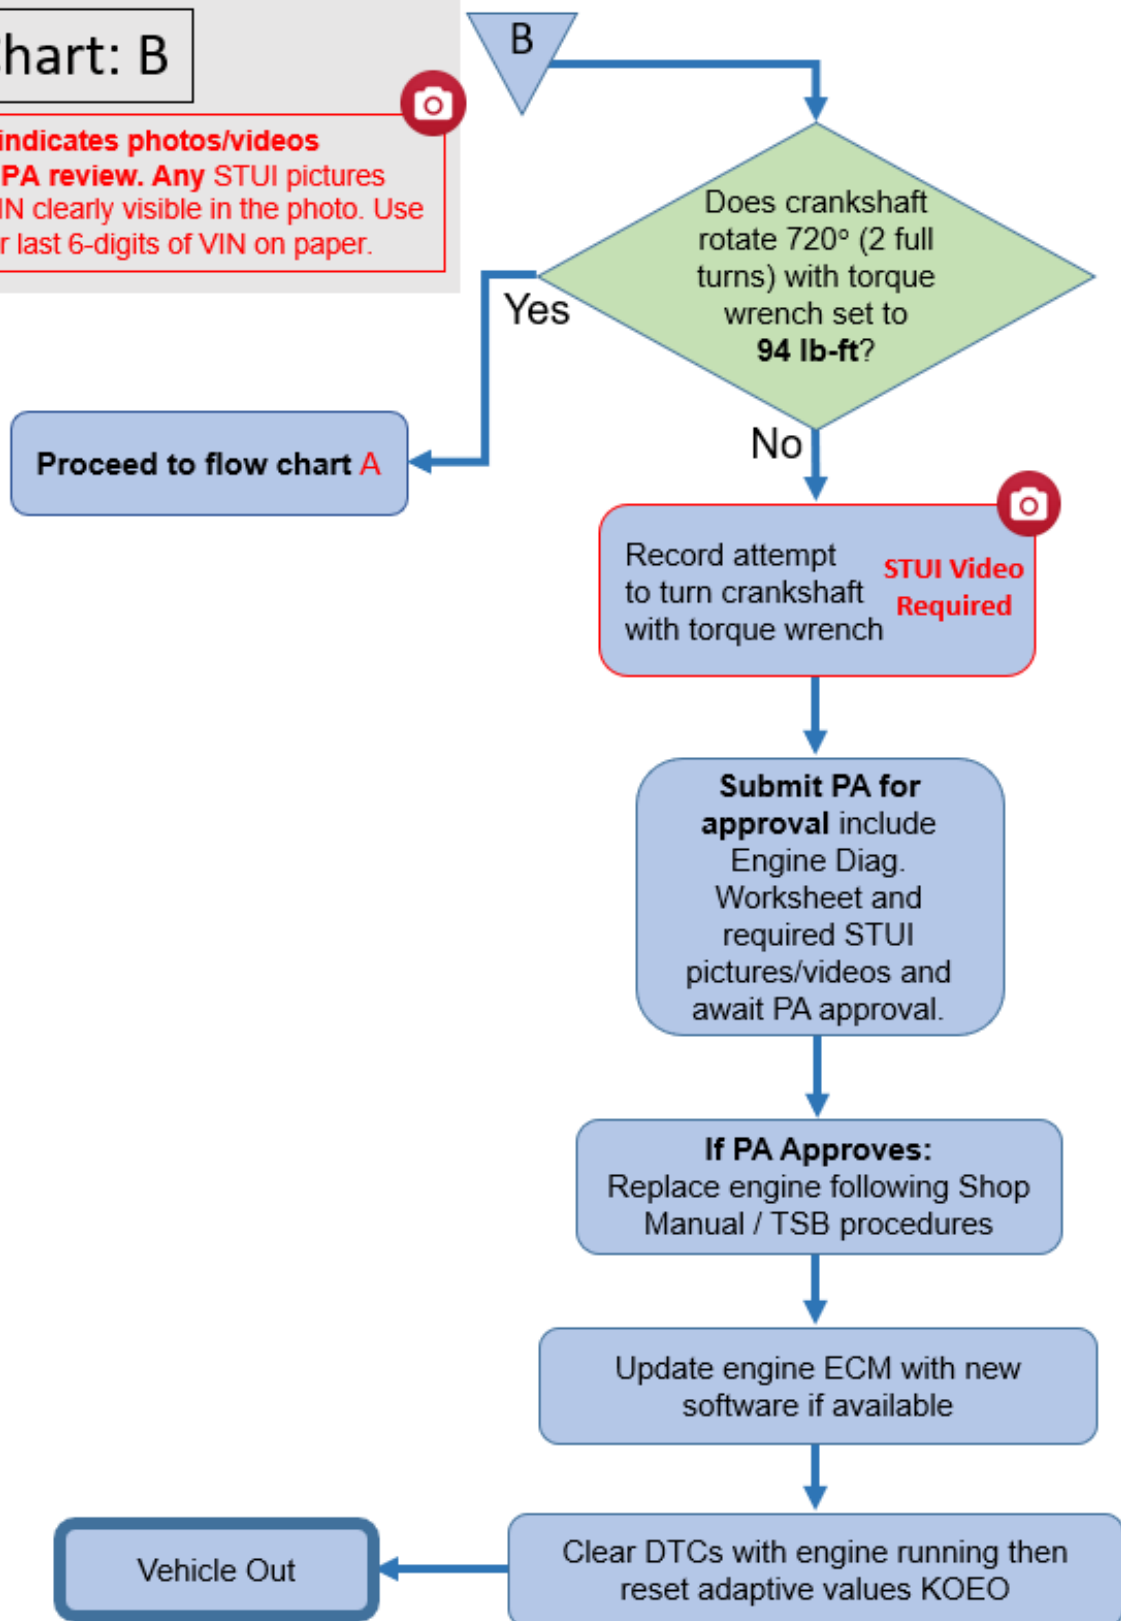 hart: B
indicates photos/videos
PA review. Any STUI pictures
IN clearly visible in the photo. Use
r last 6-digits of VIN on paper.
B
Does crankshaft
rotate 720° (2 full
turns) with torque
wrench set to
94 lb-ft?
Yes
No
Proceed to flow chart A
Record attempt
to turn crankshaft
with torque wrench
STUI Video
Required
Submit PA for
approval include
Engine Diag.
Worksheet and
required STUI
pictures/videos and
await PA approval.
If PA Approves:
Replace engine following Shop
Manual / TSB procedures
Update engine ECM with new
software if available
Clear DTCs with engine running then
reset adaptive values KOEO
Vehicle Out